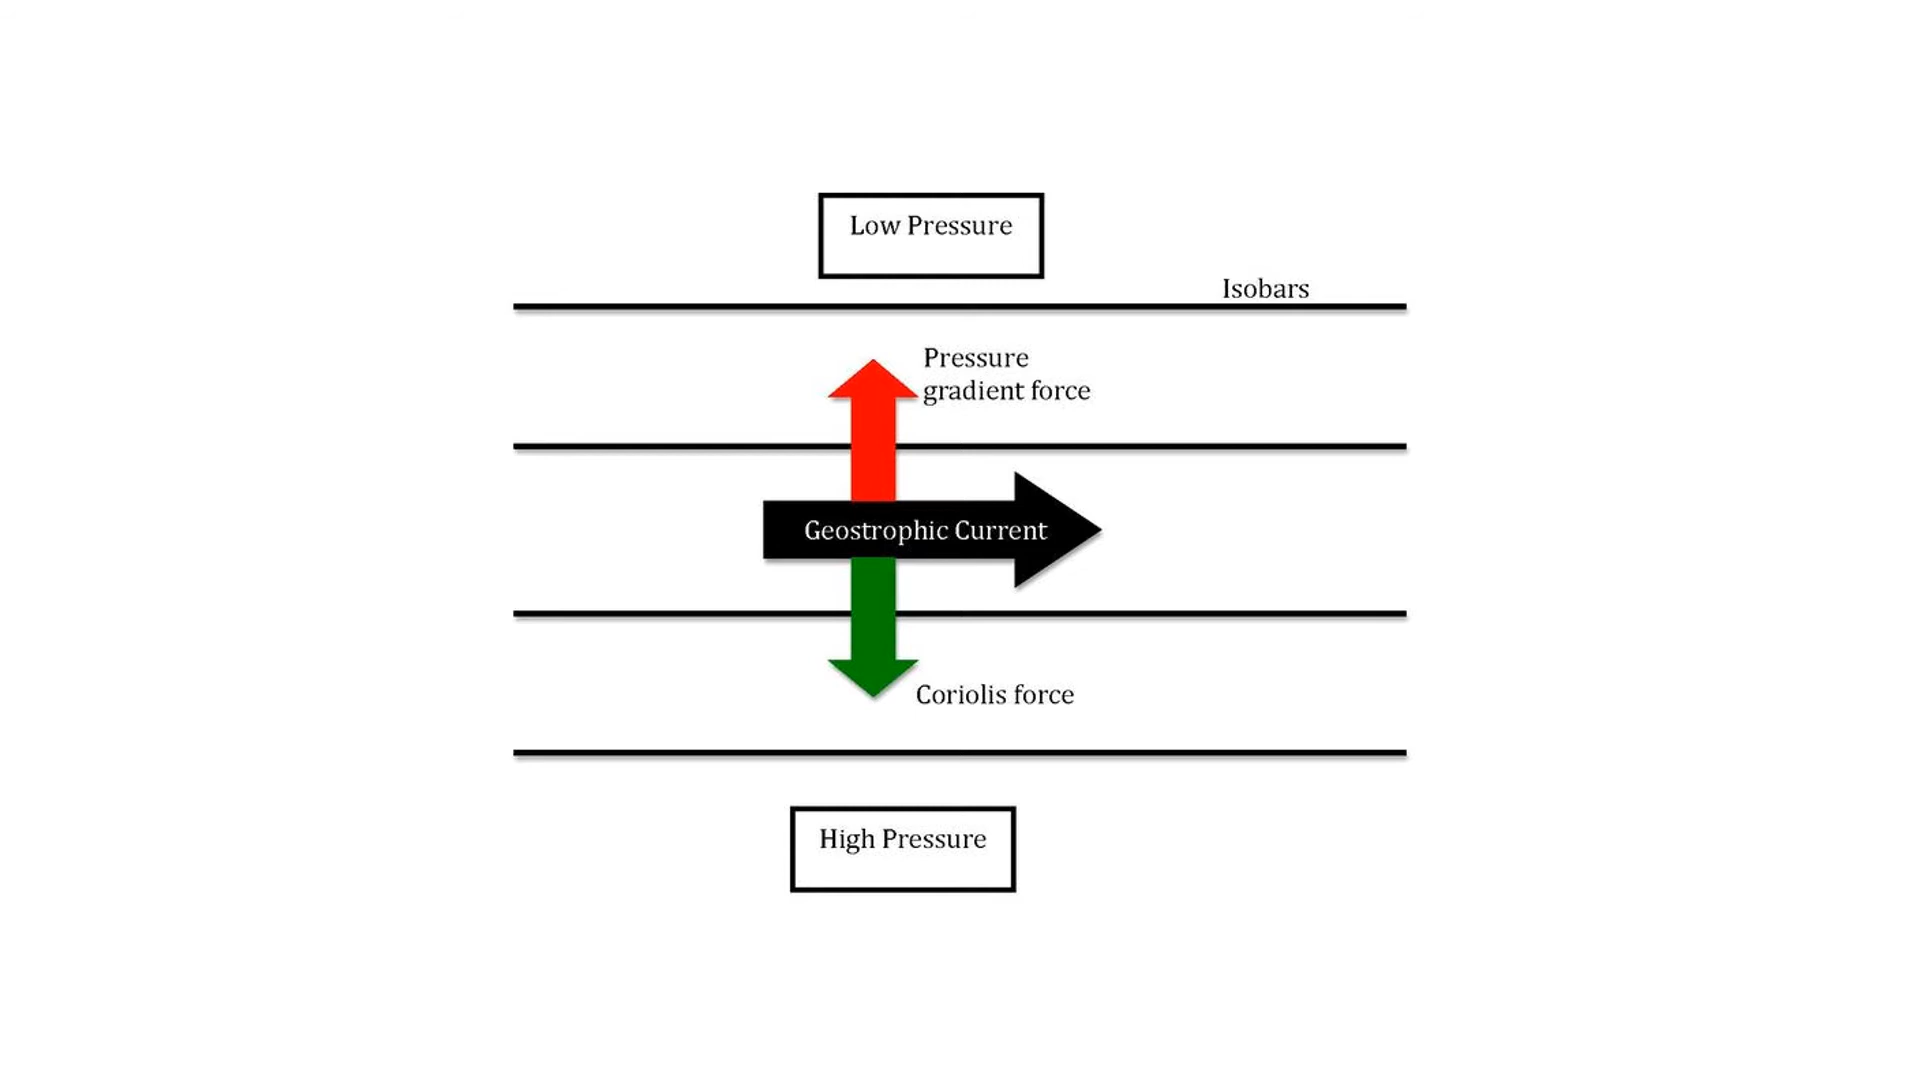 Low Pressure
Isobars
Pressure
gradient force
Geostrophic Current
Coriolis force
High Pressure